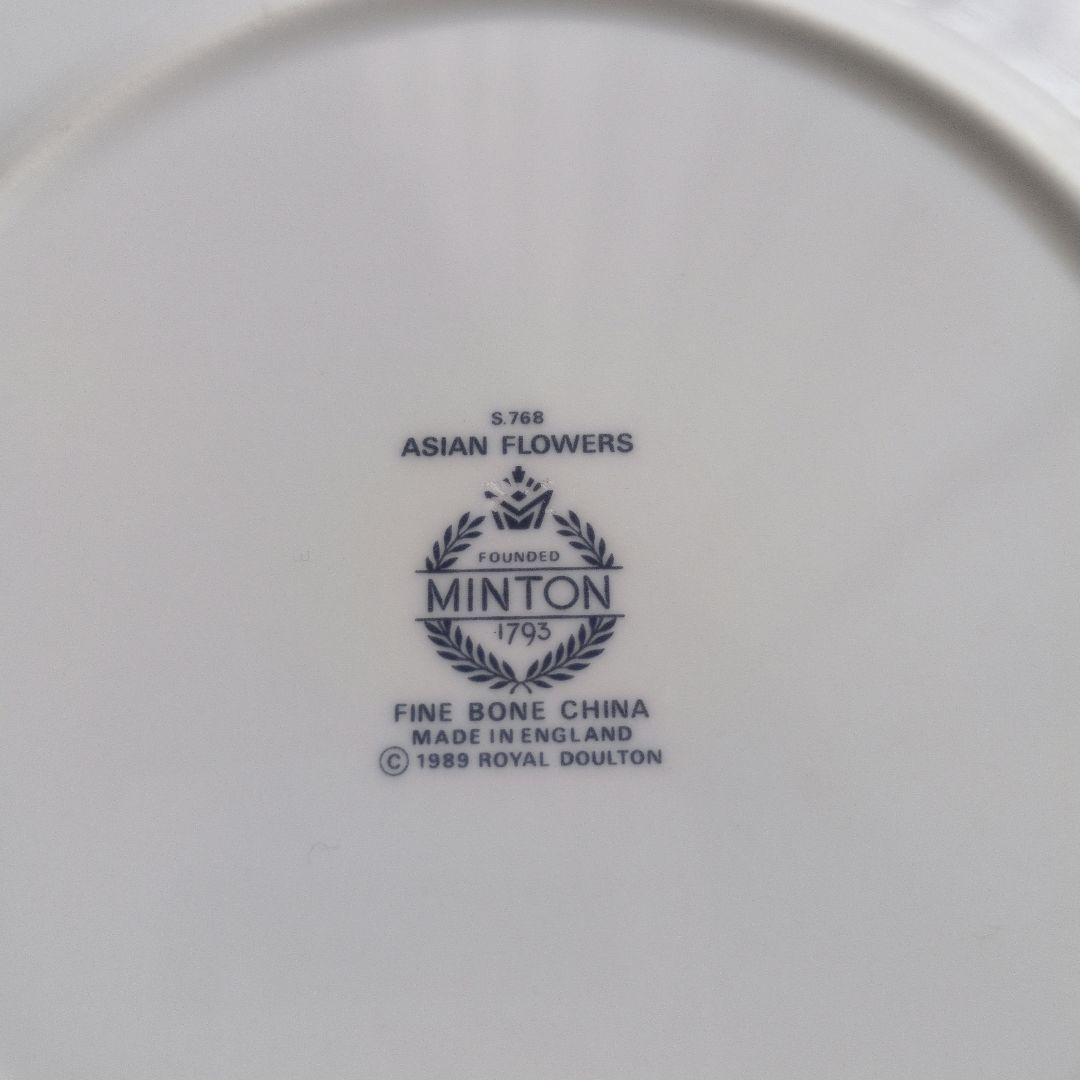 S.768
ASIAN FLOWERS
FOUNDED
MINTON
1793
FINE BONE CHINA
MADE IN ENGLAND
© 1989 ROYAL DOULTON